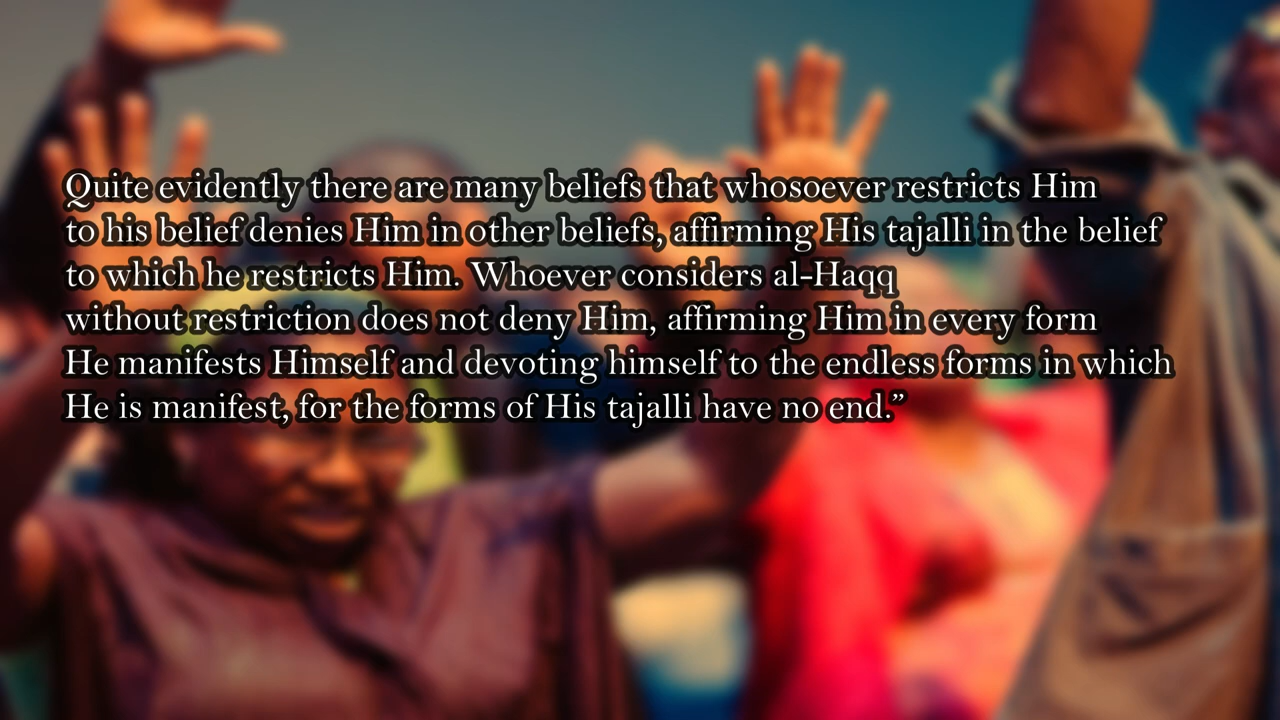 Quite evidently there are many beliefs that whosoever restricts Him
to his belief denies Him in other beliefs, affirming His tajalli in the belief
to which he restricts Him. Whoever considers al-Haqq
without restriction does not deny Him, affirming Him in every form
He manifests Himself and devoting himself to the endless forms in which
He is manifest, for the forms of His tajalli have no end.”